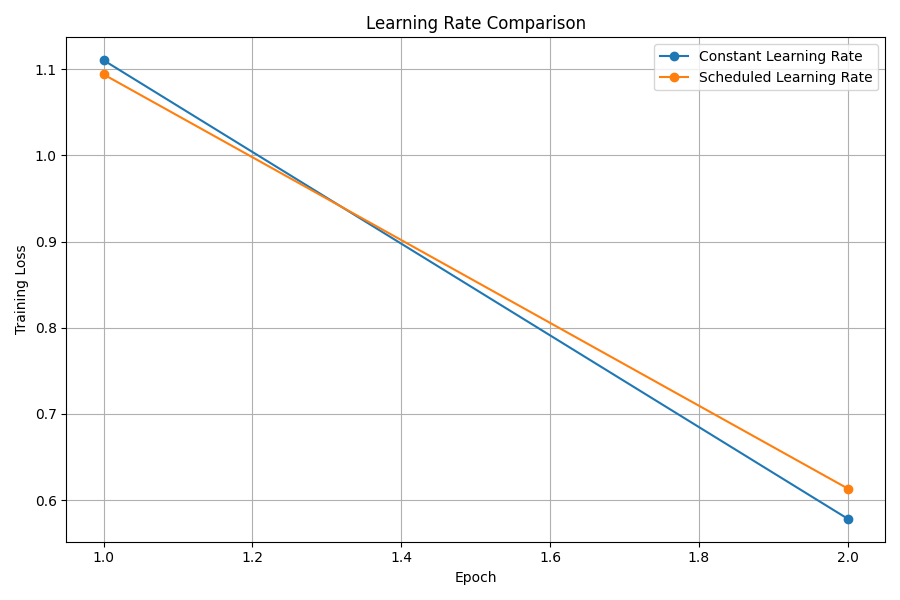 Learning Rate Comparison
Constant Learning Rate
Scheduled Learning Rate
Training Loss
1.1
1.0
0.9
0.8
0.7
0.6
1.0 1.2 1.4 1.6 1.8 2.0
Epoch